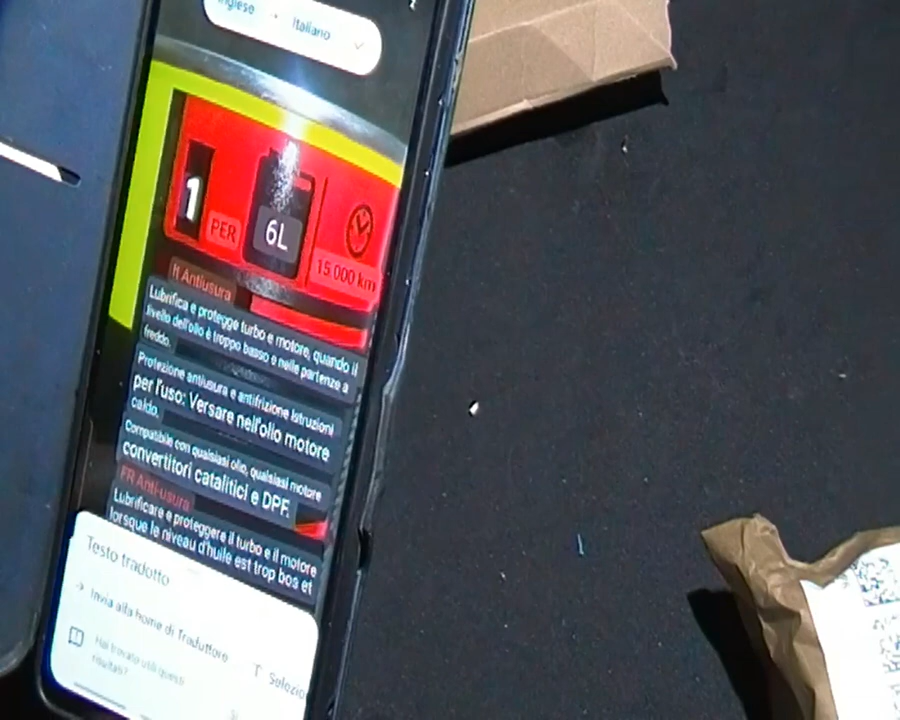 Inglese → Italiano
1 PER 6L
15.000 km
It Antiusura
Lubrifica e protegge turbo e motore, quando il
livello dell'olio è troppo basso e nelle partenze a
freddo.
Protezione antiusura e antifrizione Istruzioni
per l'uso: Versare nell'olio motore
caldo.
Compatibile con qualsiasi olio, qualsiasi motore
convertitori catalitici e DPF.
FR Anti-usura
Lubrificare e proteggere il turbo e il motore
lorsque le niveau d'huile est trop bos et
Testo tradotto
→ Invia alla home di Traduttore
Selezio
Hai trovato utili questi
risultati?